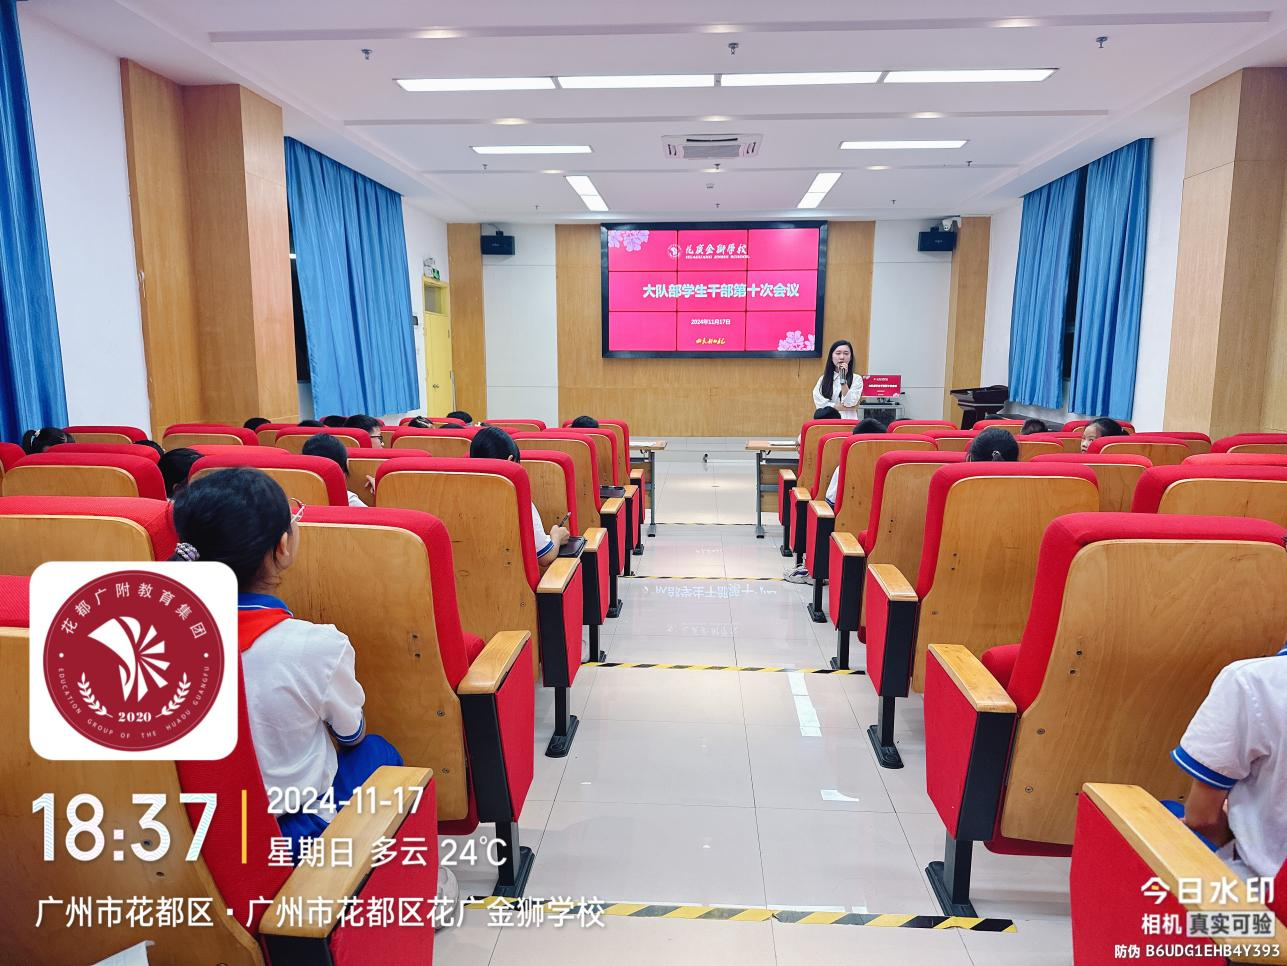 花广金狮学校
HUAGUANG JINSHI SCHOOL
大队部学生干部第十次会议
2024年11月17日
花都广附教育集团
2020
EDUCATION GROUP OF THE HUADU GUANGFU
18:37
2024-11-17
星期日 多云 24℃
广州市花都区·广州市花都区花广金狮学校
今日水印
相机 真实可验
防伪 B6UDG1EHB4Y393